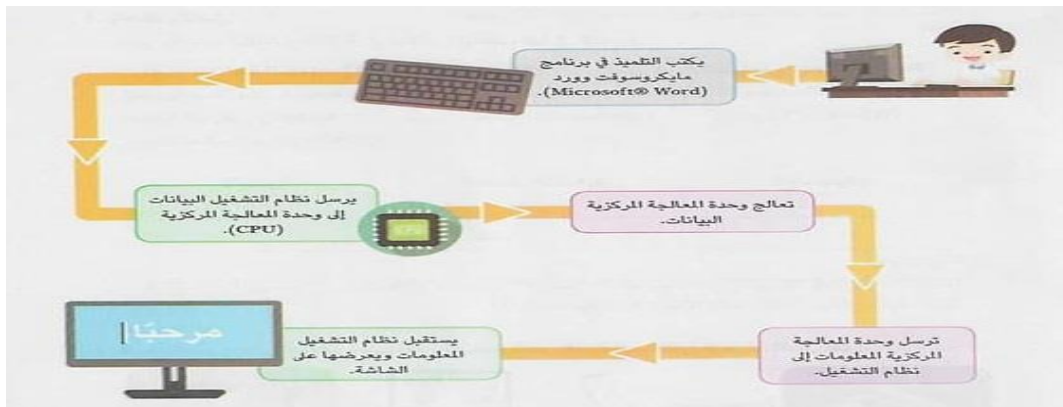 يكتب التلميذ في برنامج
مايكروسوفت وورد
(Microsoft® Word).
يرسل نظام التشغيل البيانات
إلى وحدة المعالجة المركزية
(CPU).
تعالج وحدة المعالجة المركزية
البيانات.
ترسل وحدة المعالجة
المركزية المعلومات إلى
نظام التشغيل.
يستقبل نظام التشغيل
المعلومات ويعرضها على
الشاشة.
مرحبًا